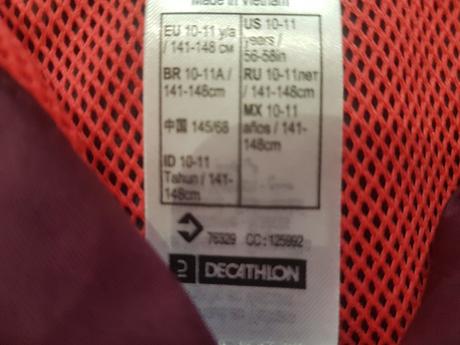 Made in Vietnam
EU 10-11 y/a
/ 141-148 см
BR 10-11A /
141-148cm
中国 145/68
ID 10-11
Tahun / 141-
148cm
US 10-11
years /
56-58in
RU 10-11лет
/ 141-148cm
MX 10-11
años / 141-
148cm
76329 CC: 125992
DECATHLON